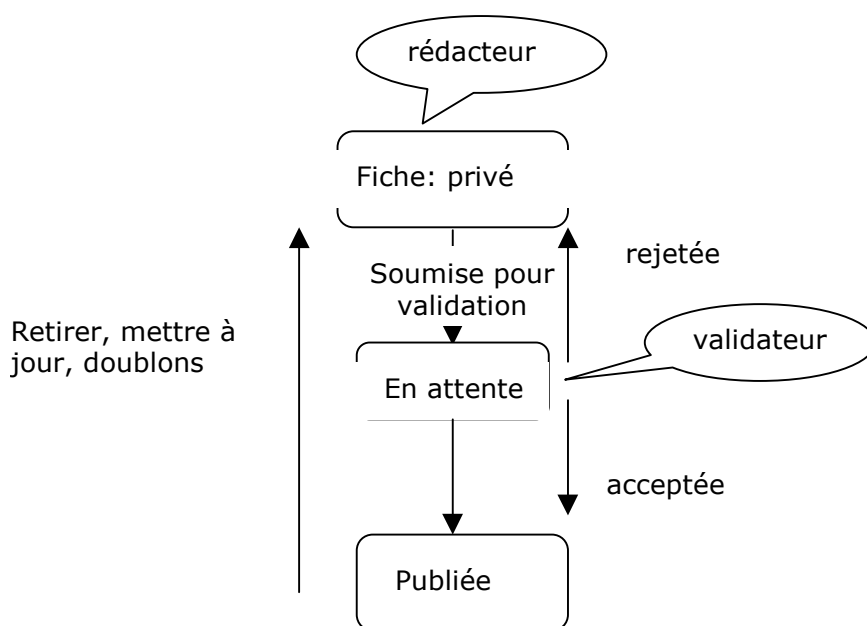 rédacteur
Fiche: privé
rejetée
Soumise pour
validation
Retirer, mettre à
jour, doublons
validateur
En attente
acceptée
Publiée